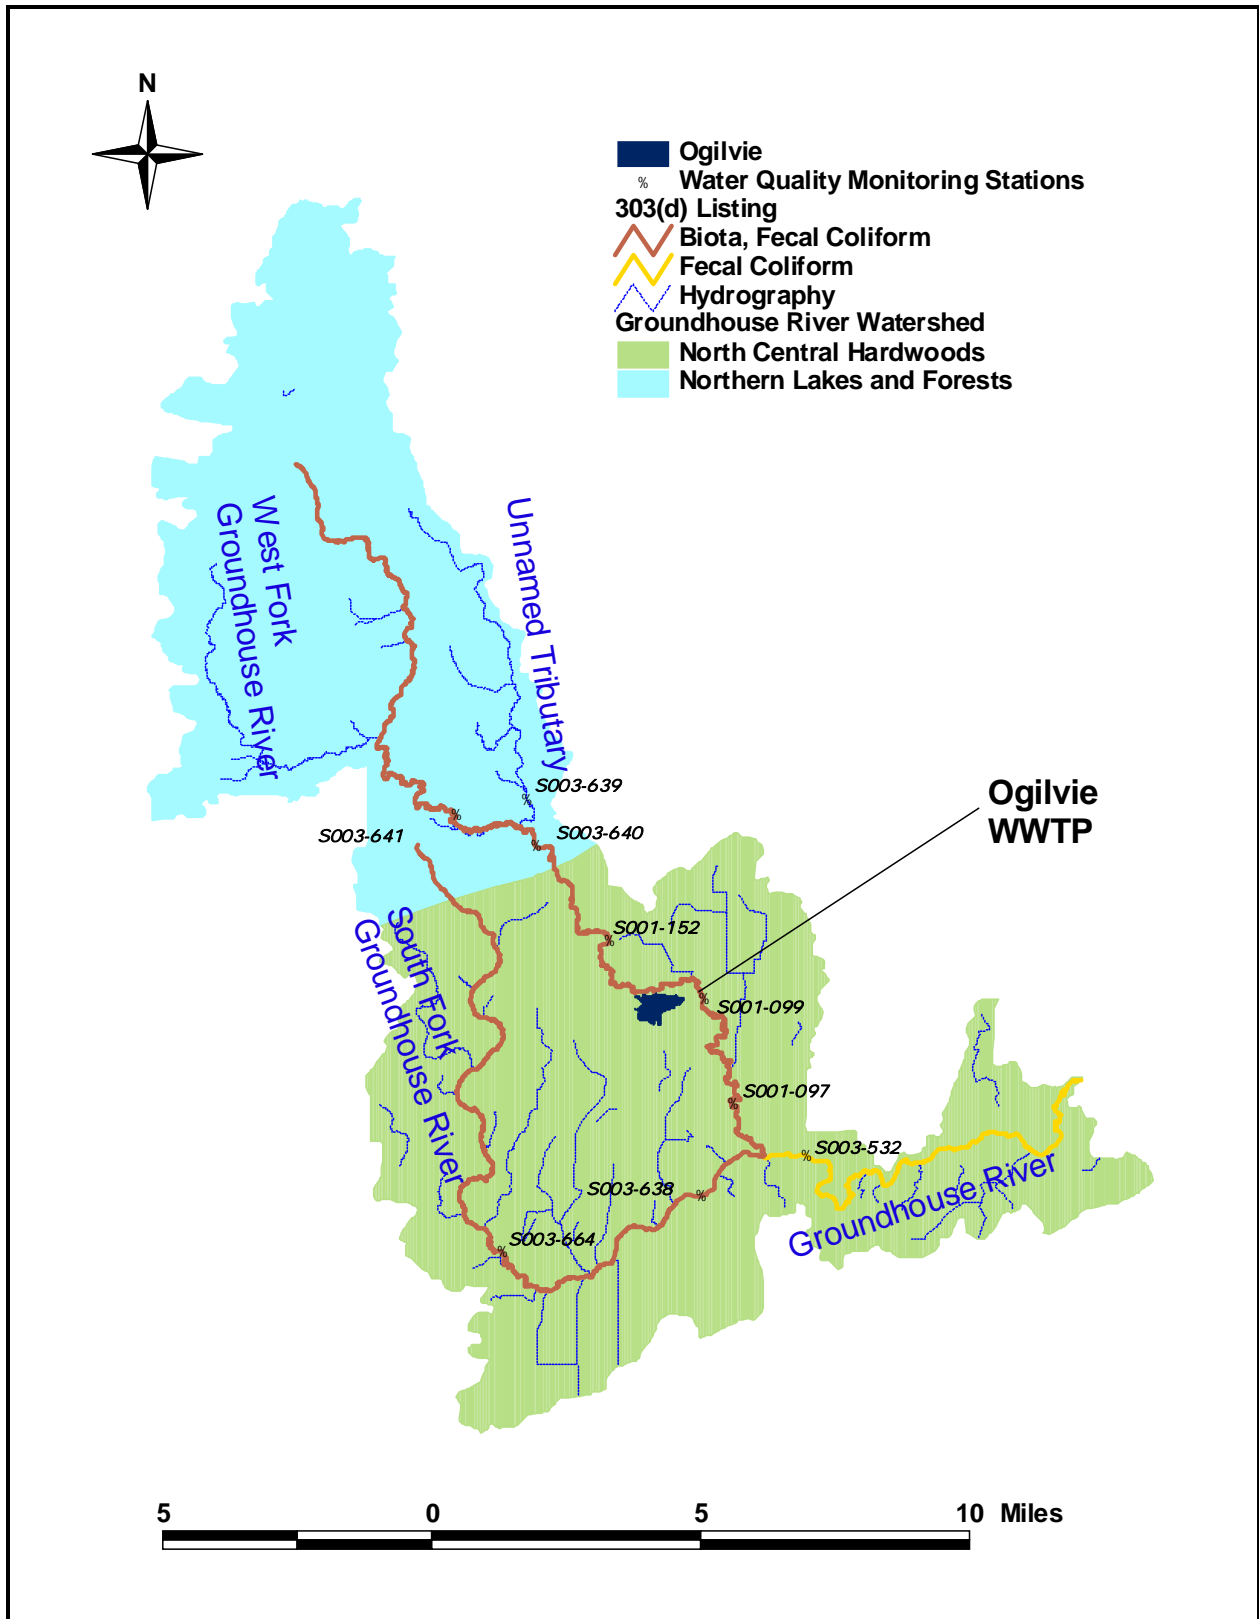 N
Ogilvie
% Water Quality Monitoring Stations
303(d) Listing
Biota, Fecal Coliform
Fecal Coliform
Hydrography
Groundhouse River Watershed
North Central Hardwoods
Northern Lakes and Forests
West Fork
Groundhouse River
Unnamed Tributary
S003-639
%
%
S003-641
S003-640
%
Ogilvie
WWTP
South Fork
Groundhouse River
S001-152
%
%
S001-099
S001-097
%
S003-532
%
S003-638 %
Groundhouse River
S003-664
%
5 0 5 10 Miles